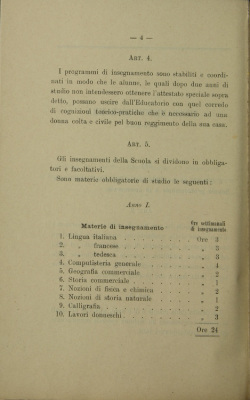 — 4 —
Art. 4.
I programmi di insegnamento sono stabiliti e coordi-
nati in modo che le alunne, le quali dopo due anni di
studio non intendessero ottenere l'attestato speciale sopra
detto, possano uscire dall'Educatorio con quel corredo
di cognizioni teorico-pratiche che è necessario ad una
donna colta e civile pel buon reggimento della sua casa.
Art. 5.
Gli insegnamenti della Scuola si dividono in obbliga-
tori e facoltativi.
Sono materie obbligatorie di studio le seguenti:
Anno I.
Materie di insegnamento Ore settimanali di insegnamento
1. Lingua italiana . . . . . . . Ore 3
2. „ francese . . . . . . . „ 5
3. „ tedesca . . . . . . . „ 3
4. Computisteria generale . . . . . „ 4
5. Geografia commerciale . . . . . „ 2
6. Storia commerciale . . . . . . „ 1
7. Nozioni di fisica e chimica . . . . „ 2
8. Nozioni di storia naturale . . . . „ 1
9. Calligrafia . . . . . . . . „ 2
10. Lavori donneschi . . . . . . . „ 3
Ore 24